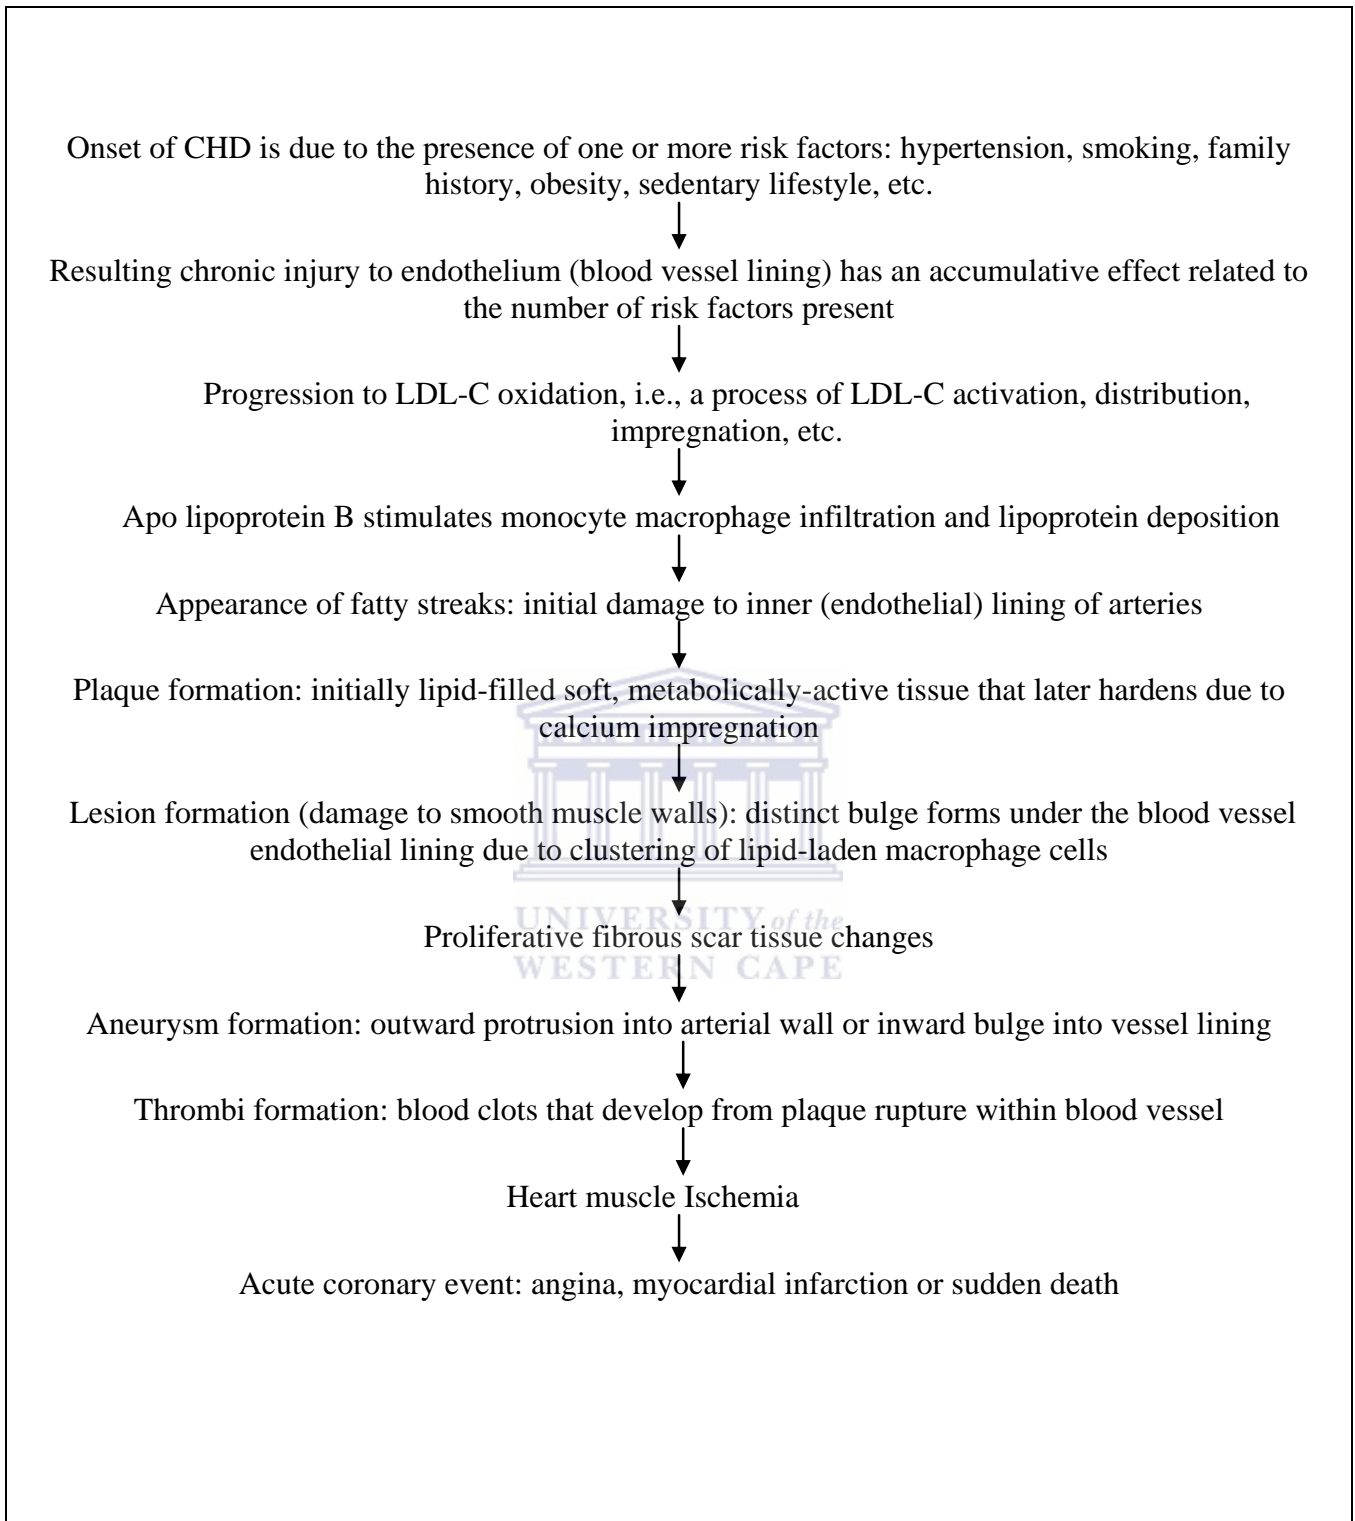 Onset of CHD is due to the presence of one or more risk factors: hypertension, smoking, family
history, obesity, sedentary lifestyle, etc.
Resulting chronic injury to endothelium (blood vessel lining) has an accumulative effect related to
the number of risk factors present
Progression to LDL-C oxidation, i.e., a process of LDL-C activation, distribution,
impregnation, etc.
Apo lipoprotein B stimulates monocyte macrophage infiltration and lipoprotein deposition
Appearance of fatty streaks: initial damage to inner (endothelial) lining of arteries
Plaque formation: initially lipid-filled soft, metabolically-active tissue that later hardens due to
calcium impregnation
Lesion formation (damage to smooth muscle walls): distinct bulge forms under the blood vessel
endothelial lining due to clustering of lipid-laden macrophage cells
UNIVERSITY of the
Proliferative fibrous scar tissue changes
WESTERN CAPE
Aneurysm formation: outward protrusion into arterial wall or inward bulge into vessel lining
Thrombi formation: blood clots that develop from plaque rupture within blood vessel
Heart muscle Ischemia
Acute coronary event: angina, myocardial infarction or sudden death